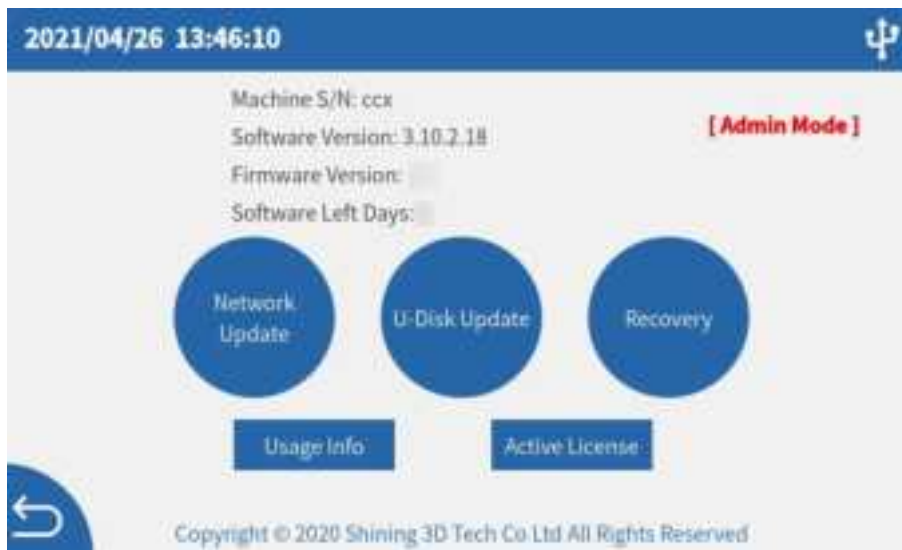 2021/04/26 13:46:10
Machine S/N: ccx
Software Version: 3.10.2.18
[ Admin Mode ]
Firmware Version:
Software Left Days:
Network
Update
U-Disk Update
Recovery
Usage Info
Active License
Copyright © 2020 Shining 3D Tech Co Ltd All Rights Reserved